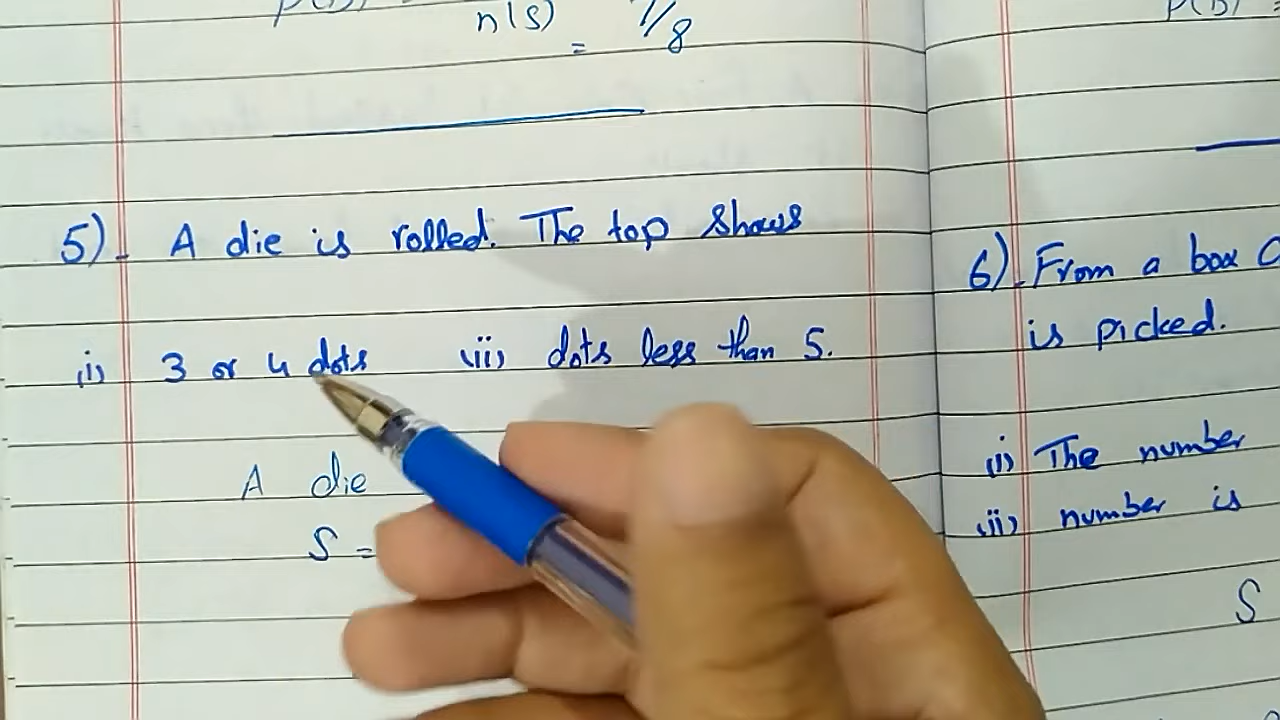 n(S)
= 7/8
5). A die is rolled. The top shows
(i) 3 or 4 dots (ii) dots less than 5.
A die
S =
6). From a box
is picked.
(i) The number
(ii) number is
S